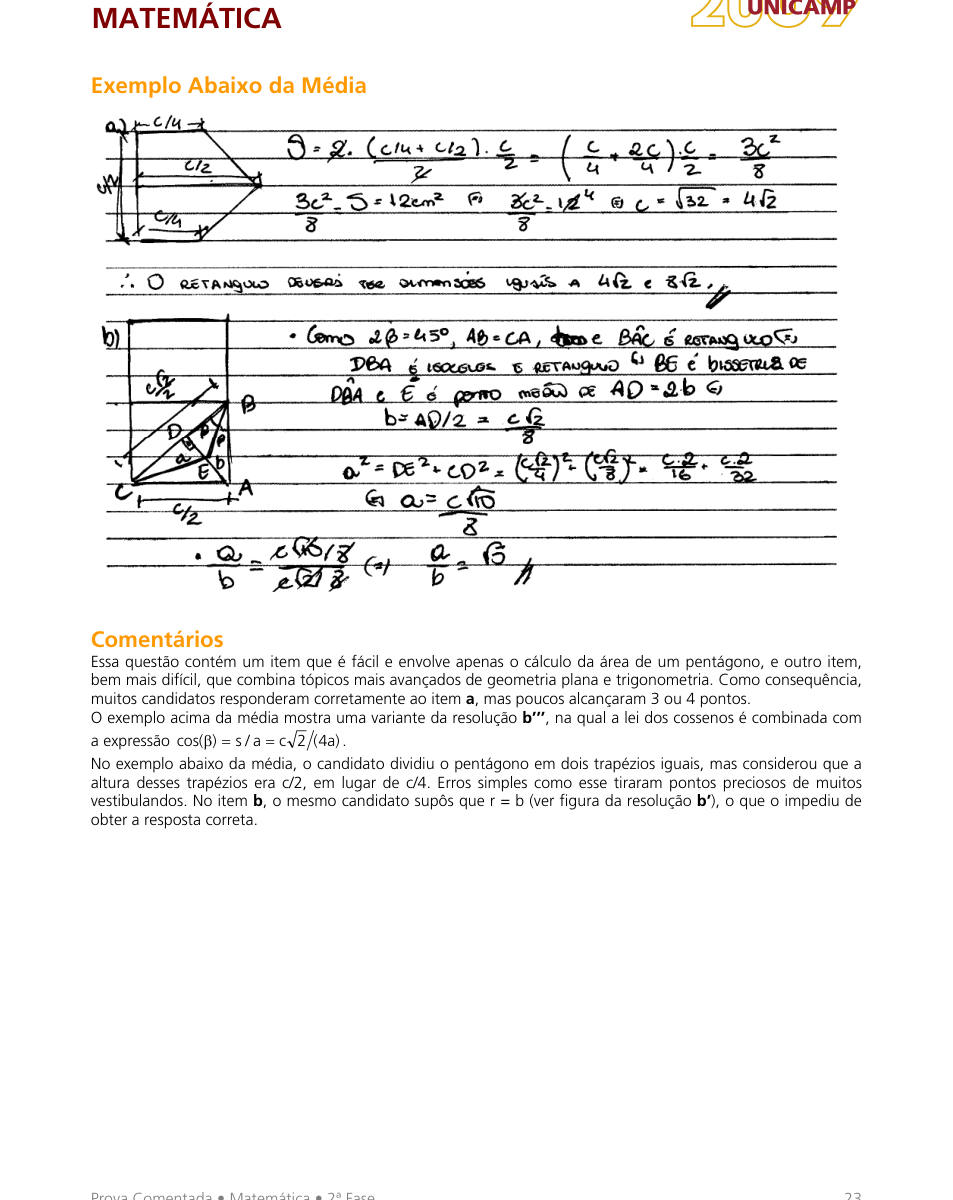 MATEMÁTICA
2009 UNICAMP
Exemplo Abaixo da Média
a) c/4
c/2
c/4
S = 2. (c/4 + c/2) . c/2 / 2 = (c/4 + 2c/4) . c/2 = 3c²/8
3c²/8 = S = 12cm² ⇔ 3c²/8 = 12 4 ⇔ c = √32 = 4√2
∴ O RETANGULO DEVERÁ TER DIMENSÕES IGUAIS A 4√2 e 8√2.
b)
c√2/2
B
D β
β
a
E b
C A
c/2
• Como 2β = 45°, AB = CA, e BÂC É RETANGULO ⇔
DBA É ISOCELES E RETANGULO ⇔ BE é bISSETRIZ DE
DB̂A e E é PONTO MÉDIO DE AD = 2.b ⇔
b = AD/2 = c√2/8
a² = DE² + CD² = (c√2/4)² + (c√2/8)² = c.2/16 + c.2/32
⇔ a = c√10/8
• a/b = c√10/8 / c√2/8 ⇔ a/b = √5
Comentários
Essa questão contém um item que é fácil e envolve apenas o cálculo da área de um pentágono, e outro item,
bem mais difícil, que combina tópicos mais avançados de geometria plana e trigonometria. Como consequência,
muitos candidatos responderam corretamente ao item a, mas poucos alcançaram 3 ou 4 pontos.
O exemplo acima da média mostra uma variante da resolução b’’’, na qual a lei dos cossenos é combinada com
a expressão cos(β) = s / a = c√2/(4a).
No exemplo abaixo da média, o candidato dividiu o pentágono em dois trapézios iguais, mas considerou que a
altura desses trapézios era c/2, em lugar de c/4. Erros simples como esse tiraram pontos preciosos de muitos
vestibulandos. No item b, o mesmo candidato supôs que r = b (ver figura da resolução b’), o que o impediu de
obter a resposta correta.
Prova Comentada • Matemática • 2ª Fase 23